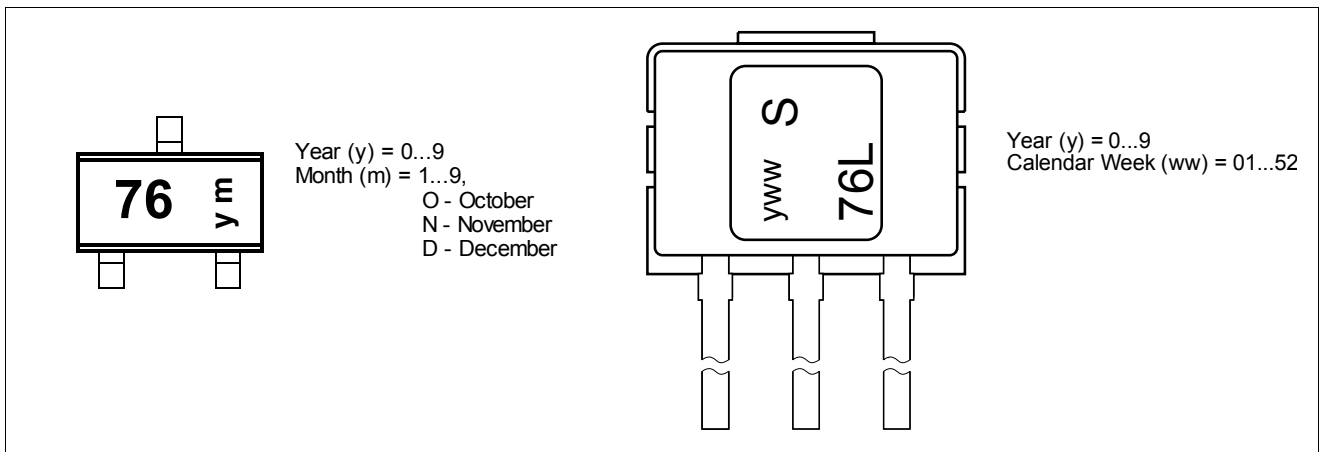 76
y m
Year (y) = 0...9
Month (m) = 1...9,
O - October
N - November
D - December
yww S
76L
Year (y) = 0...9
Calendar Week (ww) = 01...52